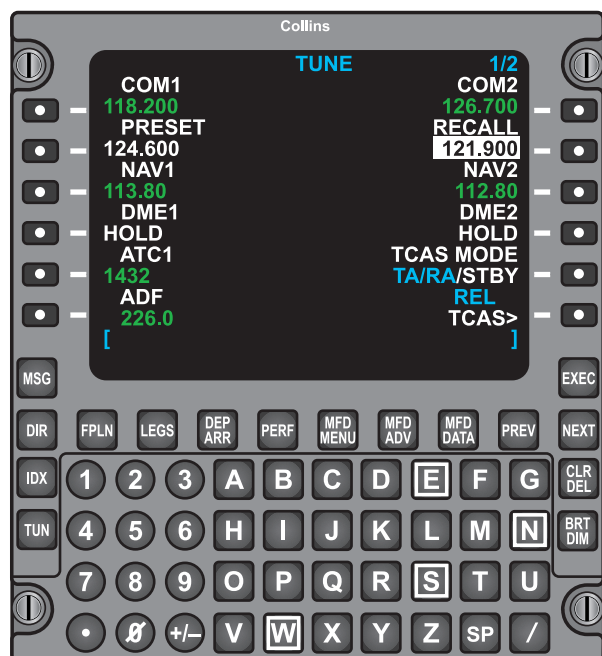 Collins
TUNE 1/2
COM1 COM2
118.200 126.700
PRESET RECALL
124.600 121.900
NAV1 NAV2
113.80 112.80
DME1 DME2
HOLD HOLD
ATC1 TCAS MODE
1432 TA/RA/STBY
ADF REL
226.0 TCAS>
[ ]
MSG EXEC
DIR FPLN LEGS DEP ARR PERF MFD MENU MFD ADV MFD DATA PREV NEXT
IDX 1 2 3 A B C D E F G CLR DEL
TUN 4 5 6 H I J K L M N BRT DIM
7 8 9 O P Q R S T U
• 0 +/− V W X Y Z SP /